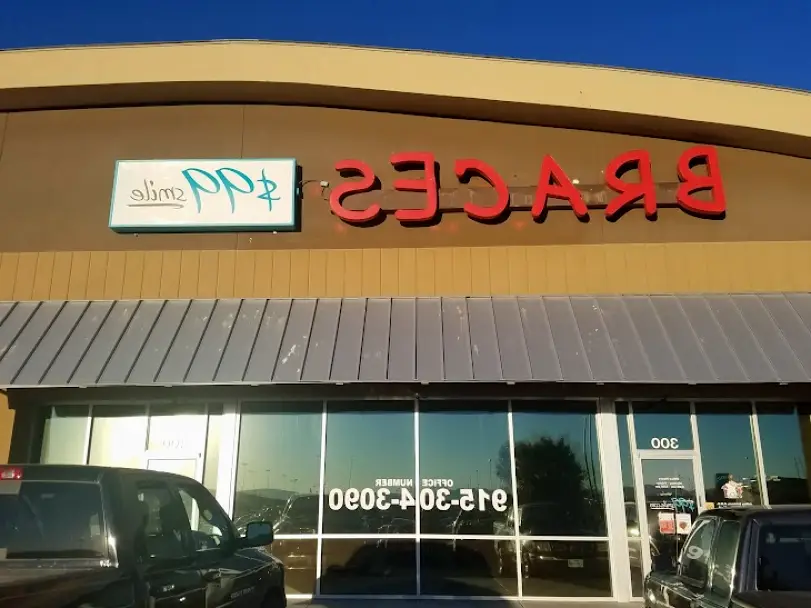 BRACES
$99
smile
OFFICE NUMBER
915-304-3090
300